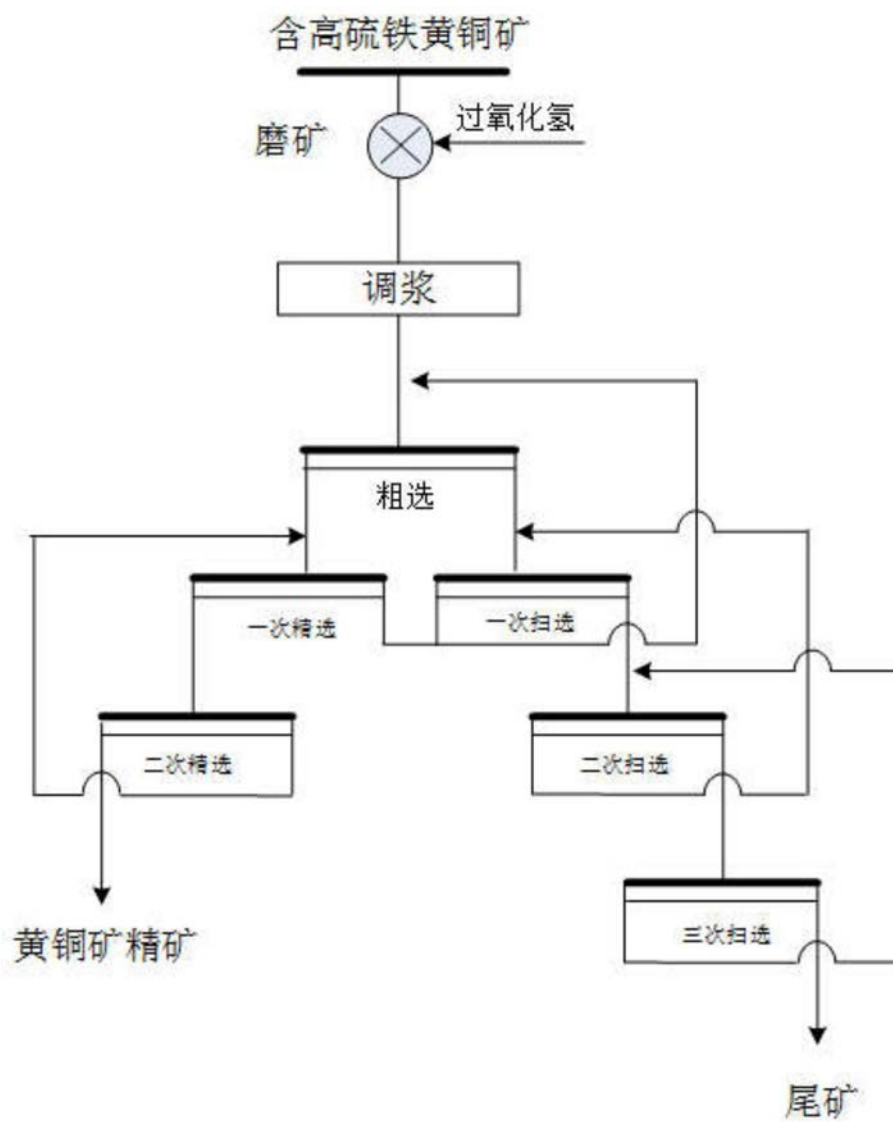 含高硫铁黄铜矿
过氧化氢
磨矿
调浆
粗选
一次精选
一次扫选
二次精选
二次扫选
黄铜矿精矿
三次扫选
尾矿